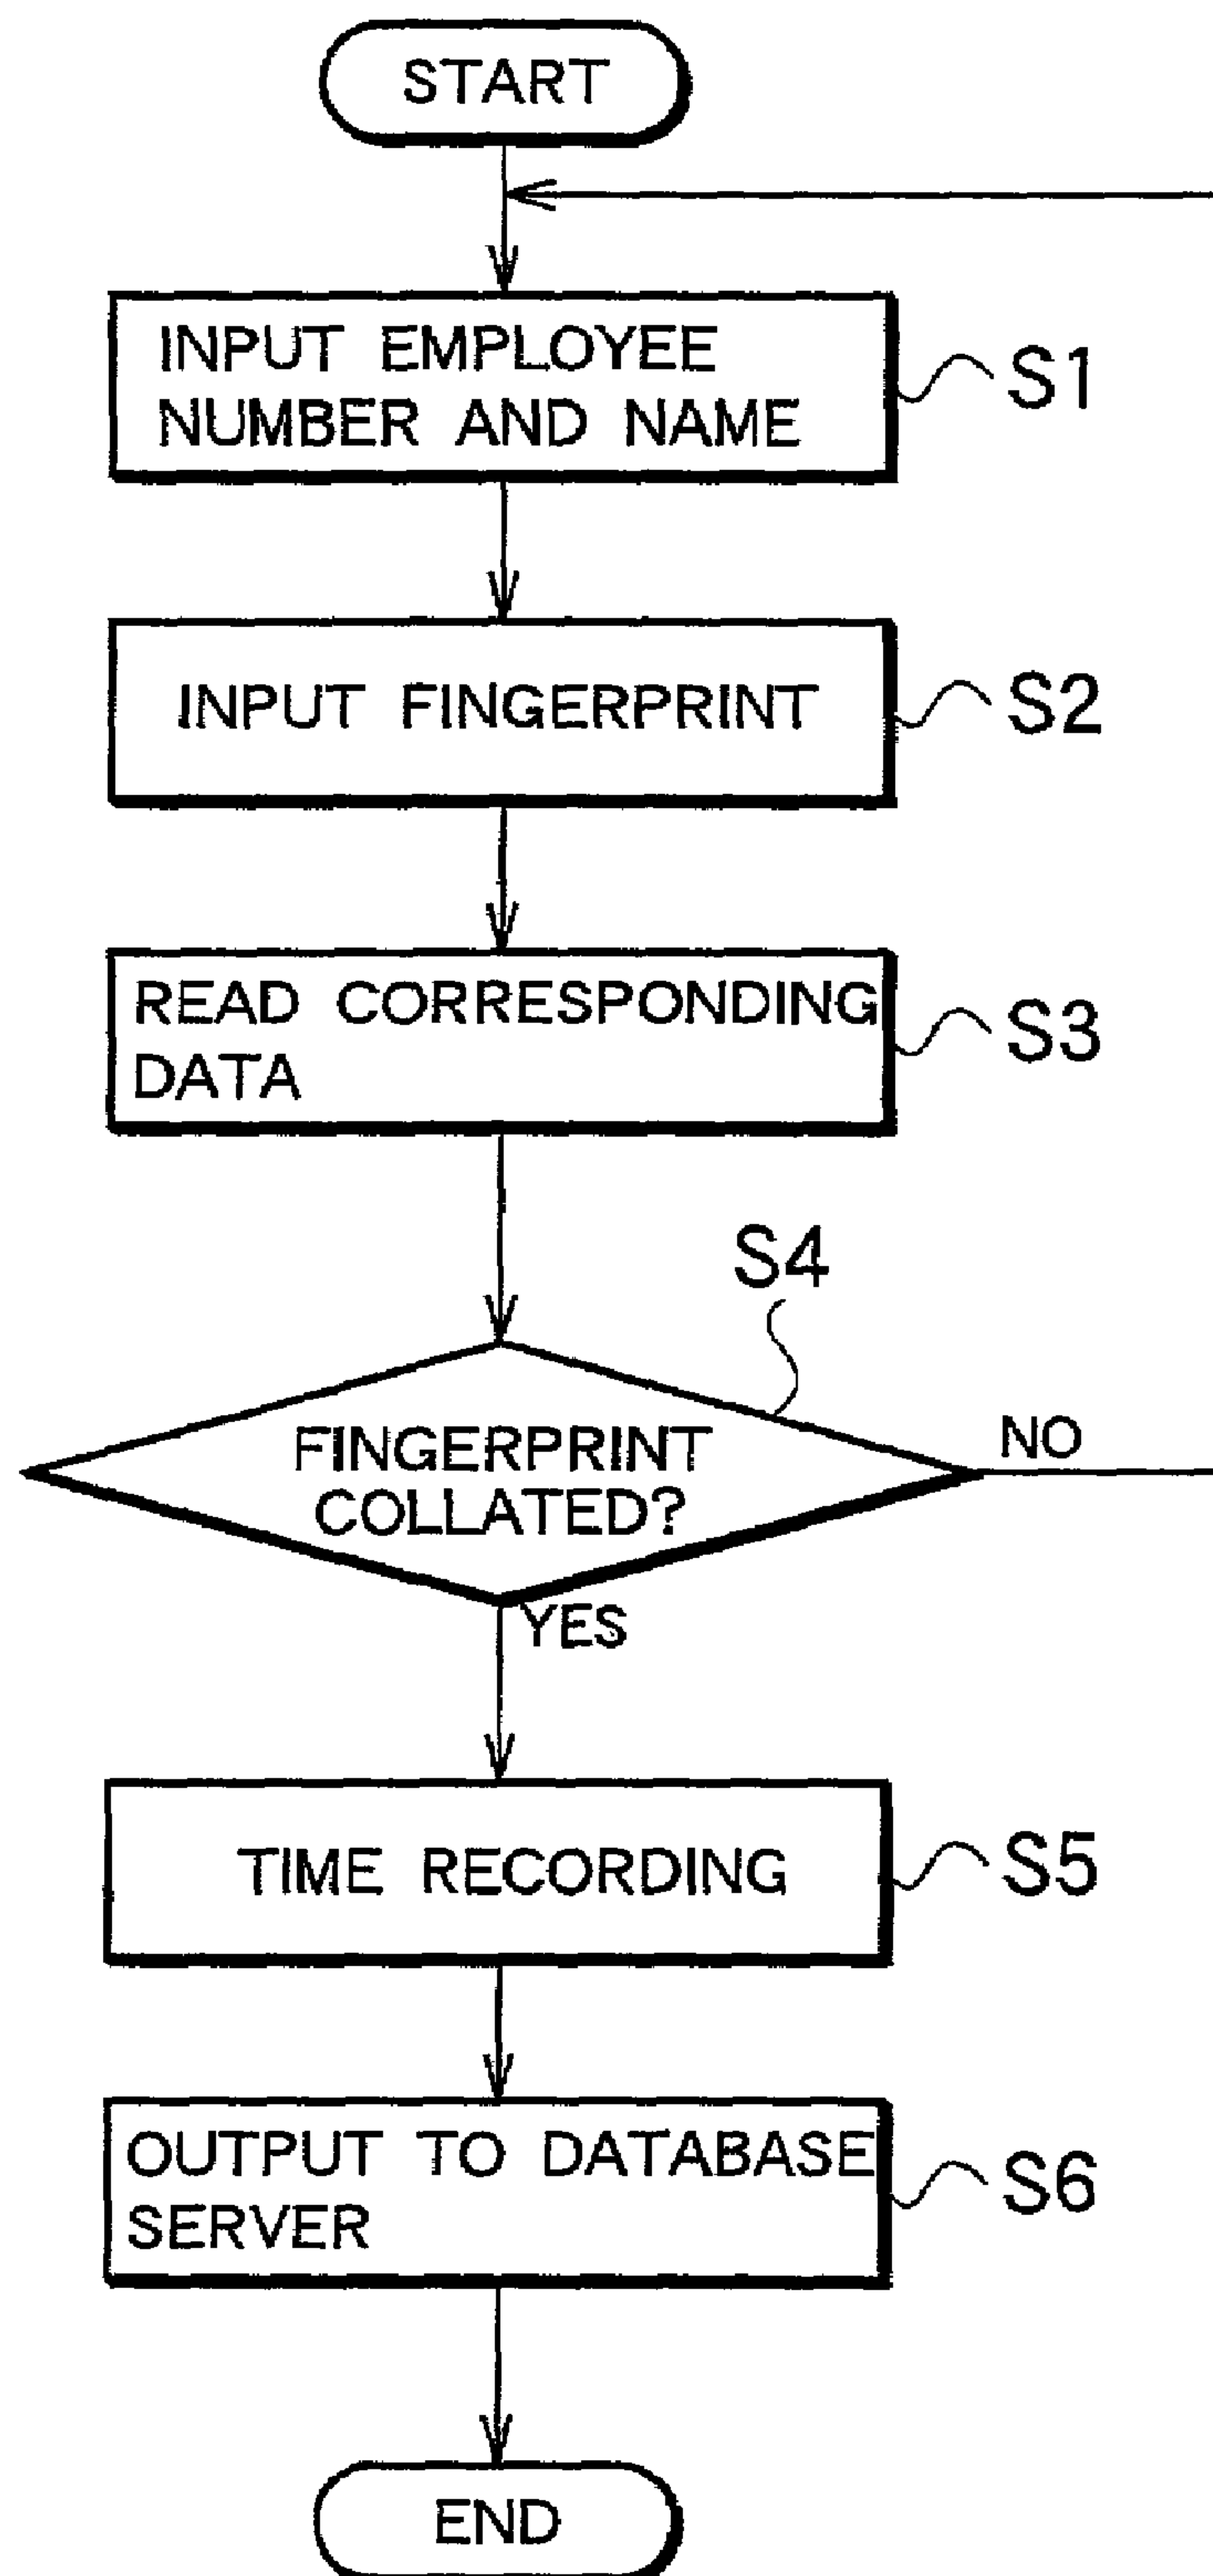 START
INPUT EMPLOYEE
NUMBER AND NAME
S1
INPUT FINGERPRINT
S2
READ CORRESPONDING
DATA
S3
S4
FINGERPRINT
COLLATED?
NO
YES
TIME RECORDING
S5
OUTPUT TO DATABASE
SERVER
S6
END